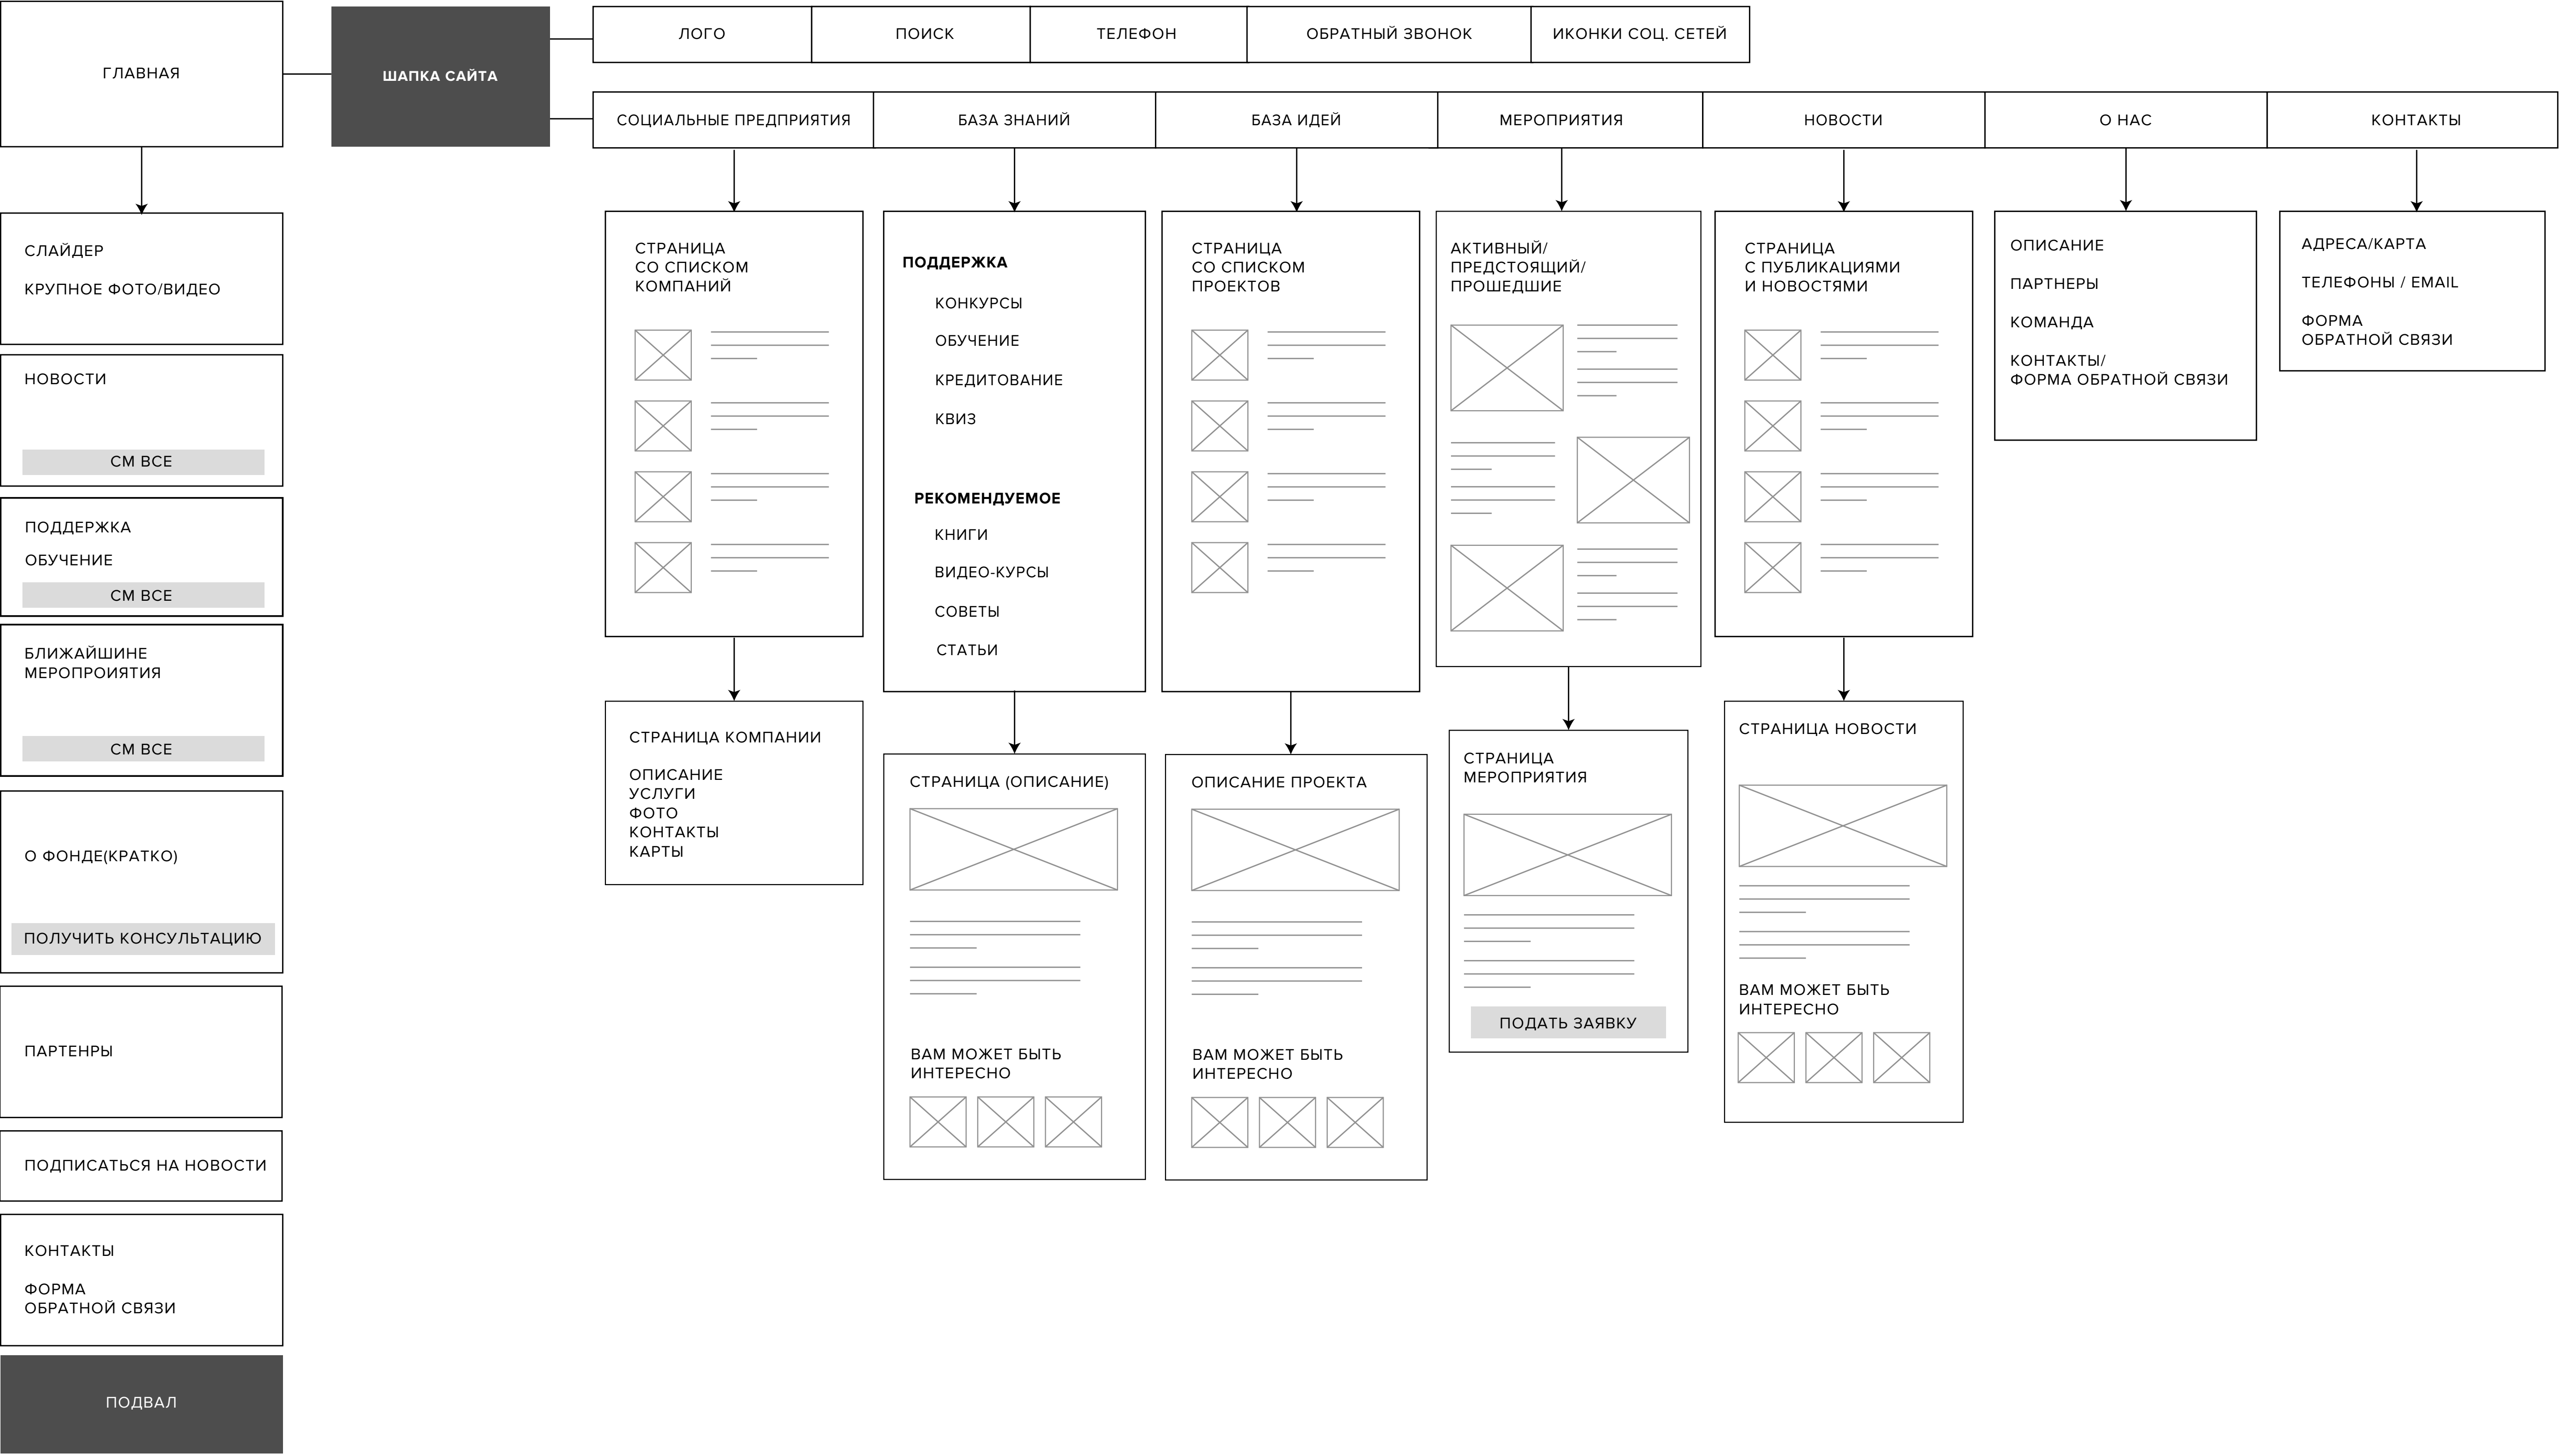 ГЛАВНАЯ
ШАПКА САЙТА
ЛОГО
ПОИСК
ТЕЛЕФОН
ОБРАТНЫЙ ЗВОНОК
ИКОНКИ СОЦ. СЕТЕЙ
СОЦИАЛЬНЫЕ ПРЕДПРИЯТИЯ
БАЗА ЗНАНИЙ
БАЗА ИДЕЙ
МЕРОПРИЯТИЯ
НОВОСТИ
О НАС
КОНТАКТЫ
СЛАЙДЕР
КРУПНОЕ ФОТО/ВИДЕО
НОВОСТИ
СМ ВСЕ
ПОДДЕРЖКА
ОБУЧЕНИЕ
СМ ВСЕ
БЛИЖАЙШИНЕ
МЕРОПРОИЯТИЯ
СМ ВСЕ
О ФОНДЕ(КРАТКО)
ПОЛУЧИТЬ КОНСУЛЬТАЦИЮ
ПАРТЕНРЫ
ПОДПИСАТЬСЯ НА НОВОСТИ
КОНТАКТЫ
ФОРМА
ОБРАТНОЙ СВЯЗИ
ПОДВАЛ
СТРАНИЦА
СО СПИСКОМ
КОМПАНИЙ
СТРАНИЦА КОМПАНИИ
ОПИСАНИЕ
УСЛУГИ
ФОТО
КОНТАКТЫ
КАРТЫ
ПОДДЕРЖКА
КОНКУРСЫ
ОБУЧЕНИЕ
КРЕДИТОВАНИЕ
КВИЗ
РЕКОМЕНДУЕМОЕ
КНИГИ
ВИДЕО-КУРСЫ
СОВЕТЫ
СТАТЬИ
СТРАНИЦА (ОПИСАНИЕ)
ВАМ МОЖЕТ БЫТЬ
ИНТЕРЕСНО
СТРАНИЦА
СО СПИСКОМ
ПРОЕКТОВ
ОПИСАНИЕ ПРОЕКТА
ВАМ МОЖЕТ БЫТЬ
ИНТЕРЕСНО
АКТИВНЫЙ/
ПРЕДСТОЯЩИЙ/
ПРОШЕДШИЕ
СТРАНИЦА
МЕРОПРИЯТИЯ
ПОДАТЬ ЗАЯВКУ
СТРАНИЦА
С ПУБЛИКАЦИЯМИ
И НОВОСТЯМИ
СТРАНИЦА НОВОСТИ
ВАМ МОЖЕТ БЫТЬ
ИНТЕРЕСНО
ОПИСАНИЕ
ПАРТНЕРЫ
КОМАНДА
КОНТАКТЫ/
ФОРМА ОБРАТНОЙ СВЯЗИ
АДРЕСА/КАРТА
ТЕЛЕФОНЫ / EMAIL
ФОРМА
ОБРАТНОЙ СВЯЗИ